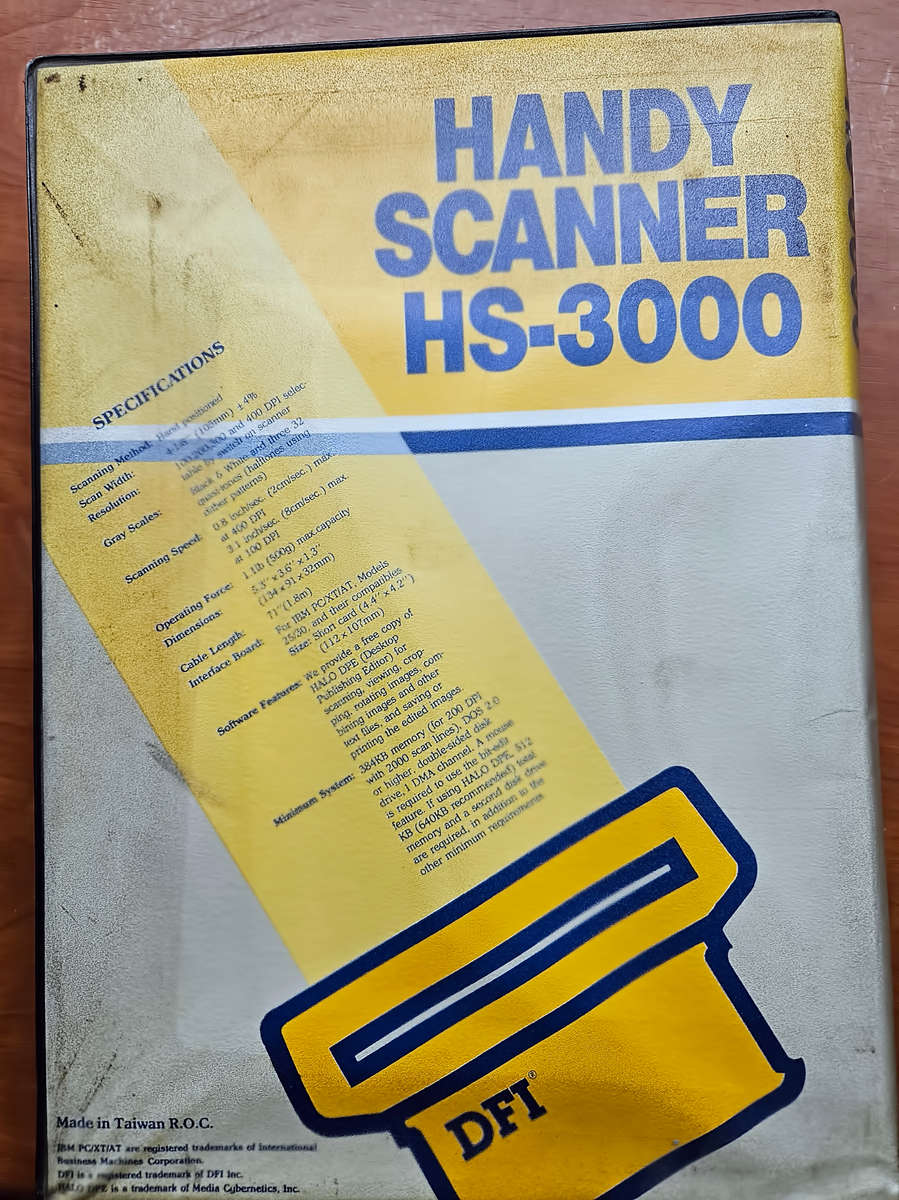 HANDY
SCANNER
HS-3000
SPECIFICATIONS
Scanning Method: Hand positioned
Scan Width: (108mm) ±4%
Resolution: 100/200/300 and 400 DPI selec-
table by switch on scanner
Gray Scales: Black & White and three 32
quasi-tones (halftones using
dither patterns)
Scanning Speed: 0.8 inch/sec. (2cm/sec.) max.
at 400 DPI
3.1 inch/sec. (8cm/sec.) max.
at 100 DPI
Operating Force: 1.1lb (500g) max.capacity
Dimensions: 5.3"×3.6"×1.3"
(134×91×32mm)
Cable Length: 71"(1.8m)
Interface Board: For IBM PC/XT/AT, Models
25/30, and their compatibles
Size: Short card (4.4"×4.2")
(112×107mm)
Software Features: We provide a free copy of
HALO DPE (Desktop
Publishing Editor) for
scanning, viewing, crop-
ping, rotating images, com-
bining images and other
text files, and saving or
printing the edited images.
Minimum System: 384KB memory (for 200 DPI
with 2000 scan lines), DOS 2.0
or higher, double-sided disk
drive,1 DMA channel. A mouse
is required to use the bit-edit
feature. If using HALO DPE, 512
KB (640KB recommended) total
memory and a second disk drive
are required, in addition to the
other minimum requirements.
DFI®
Made in Taiwan R.O.C.
IBM PC/XT/AT are registered trademarks of International
Business Machines Corporation.
DFI is a registered trademark of DFI Inc.
HALO DPE is a trademark of Media Cybernetics, Inc.